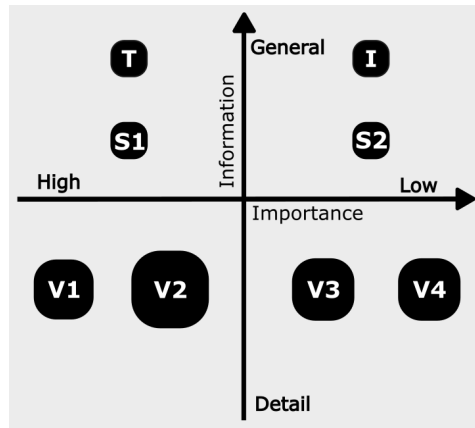 T
General
I
Information
S1
S2
High
Low
Importance
V1
V2
V3
V4
Detail